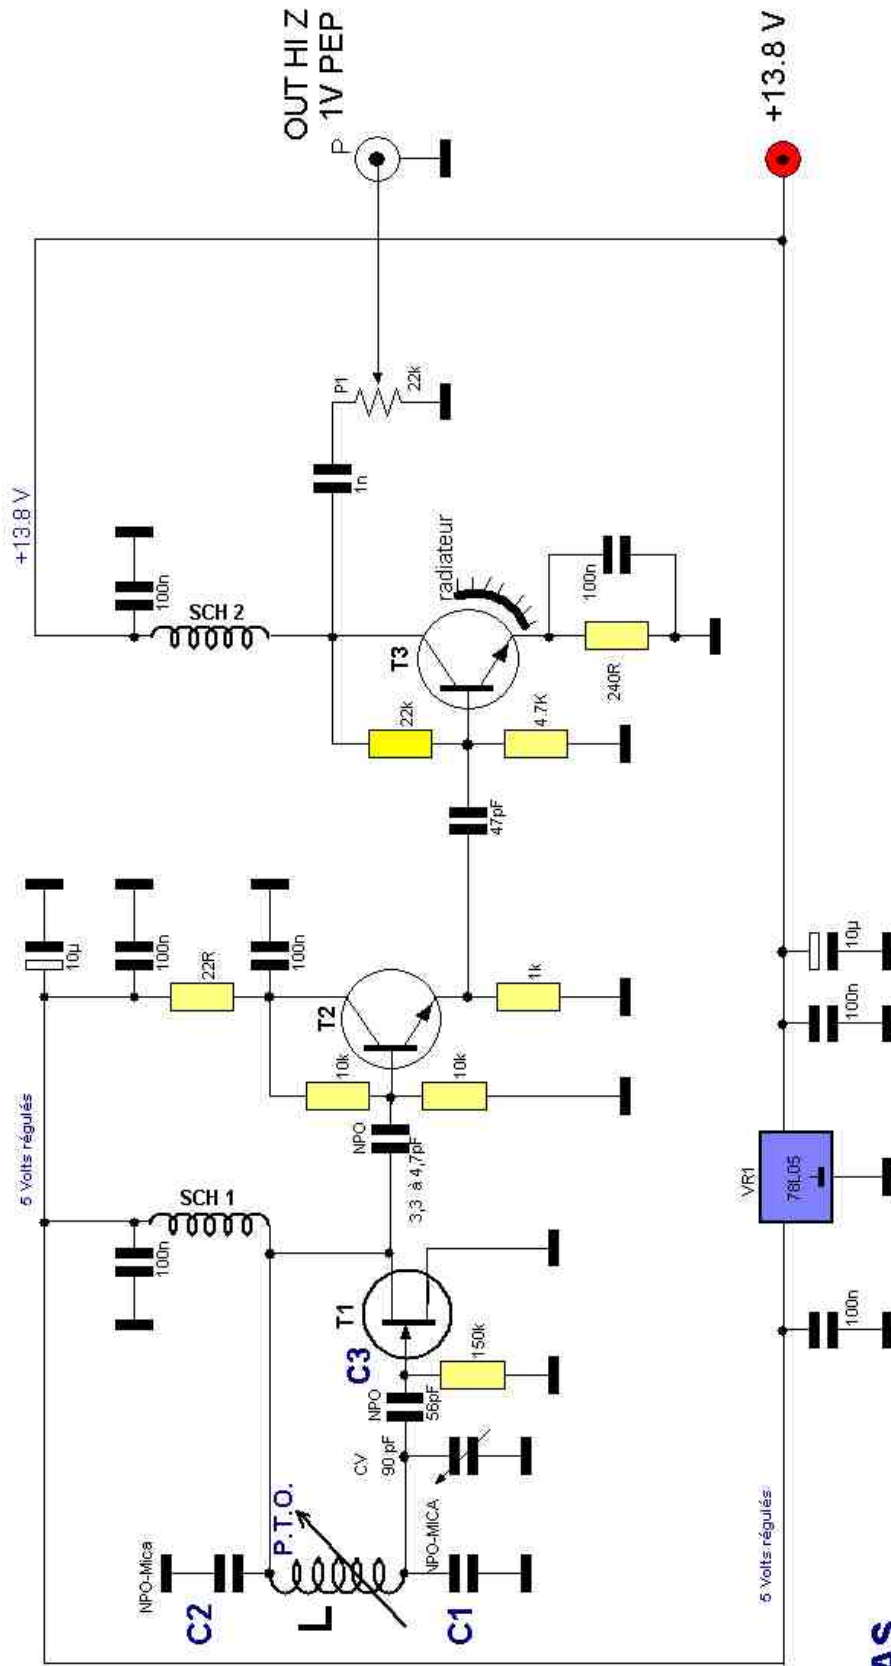 +13.8 V
OUT HI Z
1V PEP
P
P1
22k
1n
100n
SCH 2
radiateur
T3
22k
4.7K
240R
100n
47pF
5 Volts régulés
10µ
100n
22R
100n
T2
10k
10k
1k
NPO
3,3 à 4,7pF
SCH 1
100n
T1
C3
NPO
56pF
150k
CV
90 pF
NPO-Mica
C2
P.T.O.
L
NPO-MICA
C1
5 Volts régulés
100n
VR1
78L05
100n
10µ
+13.8 V